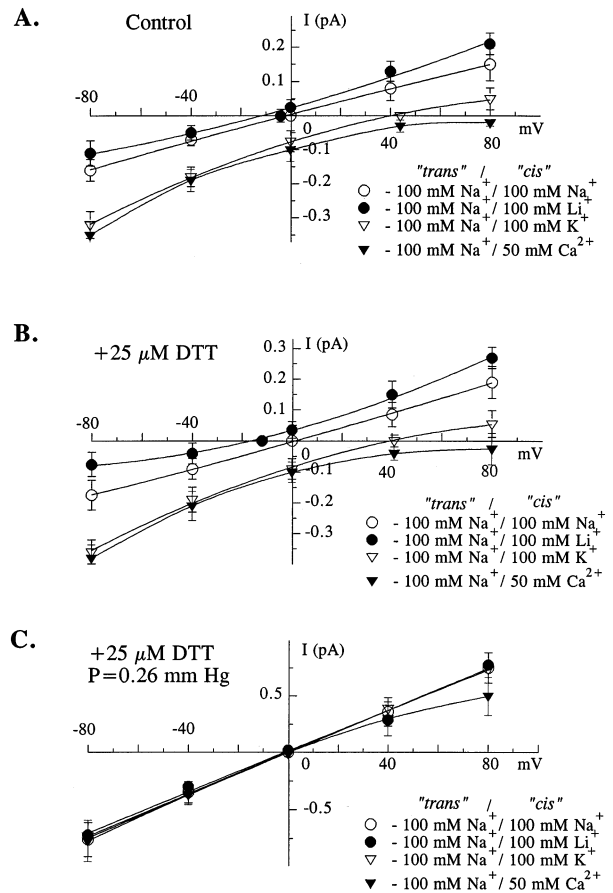 A.
Control
I (pA)
0.2
0.1
-80
-40
0
40
80
mV
-0.1
-0.2
-0.3
"trans" / "cis"
- 100 mM Na+ / 100 mM Na+
- 100 mM Na+ / 100 mM Li+
- 100 mM Na+ / 100 mM K+
- 100 mM Na+ / 50 mM Ca2+
B.
+25 μM DTT
I (pA)
0.3
0.2
0.1
-80
-40
0
40
80
mV
-0.1
-0.2
-0.3
"trans" / "cis"
- 100 mM Na+ / 100 mM Na+
- 100 mM Na+ / 100 mM Li+
- 100 mM Na+ / 100 mM K+
- 100 mM Na+ / 50 mM Ca2+
C.
+25 μM DTT
P=0.26 mm Hg
I (pA)
0.5
-80
-40
0
40
80
mV
-0.5
"trans" / "cis"
- 100 mM Na+ / 100 mM Na+
- 100 mM Na+ / 100 mM Li+
- 100 mM Na+ / 100 mM K+
- 100 mM Na+ / 50 mM Ca2+